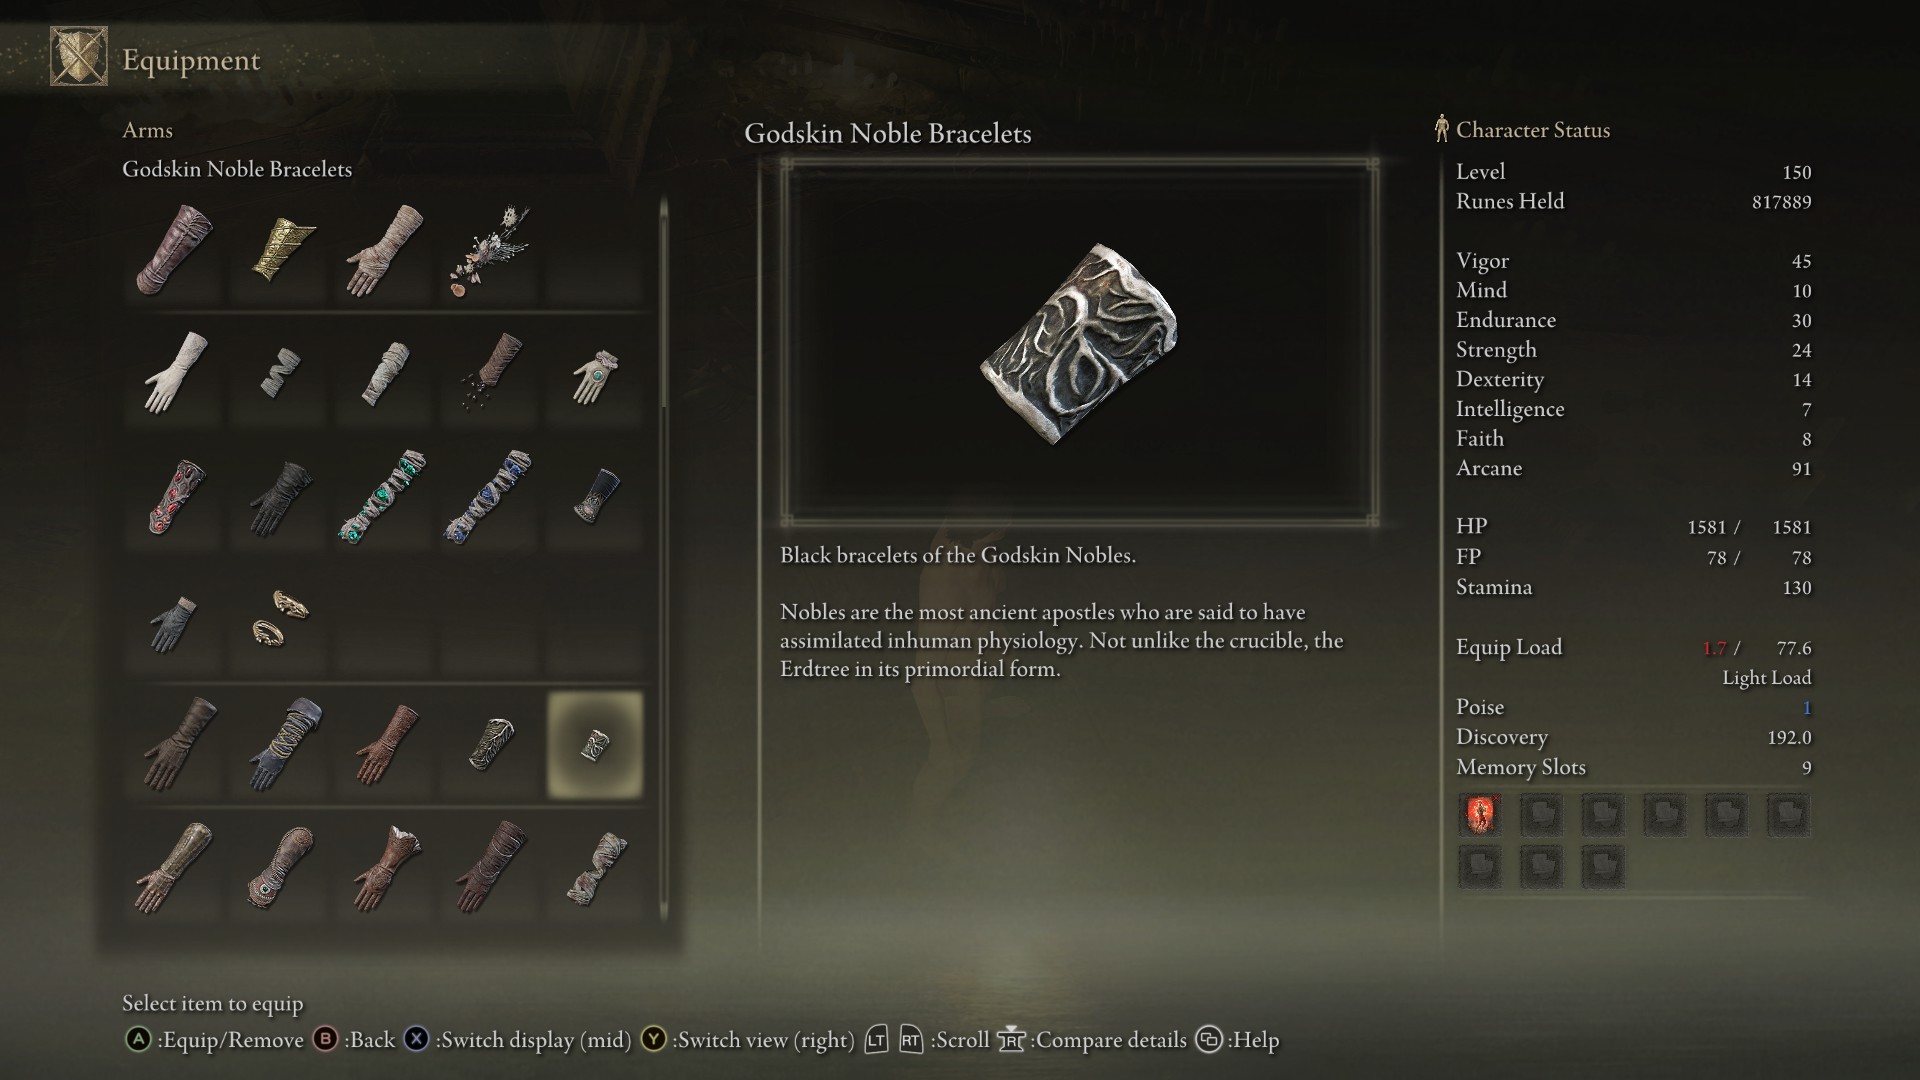 Equipment
Arms
Godskin Noble Bracelets
Godskin Noble Bracelets
Black bracelets of the Godskin Nobles.
Nobles are the most ancient apostles who are said to have
assimilated inhuman physiology. Not unlike the crucible, the
Erdtree in its primordial form.
Character Status
Level 150
Runes Held 817889
Vigor 45
Mind 10
Endurance 30
Strength 24
Dexterity 14
Intelligence 7
Faith 8
Arcane 91
HP 1581 / 1581
FP 78 / 78
Stamina 130
Equip Load 1.7 / 77.6
Light Load
Poise 1
Discovery 192.0
Memory Slots 9
Select item to equip
A :Equip/Remove B :Back X :Switch display (mid) Y :Switch view (right) LT RT :Scroll R :Compare details :Help